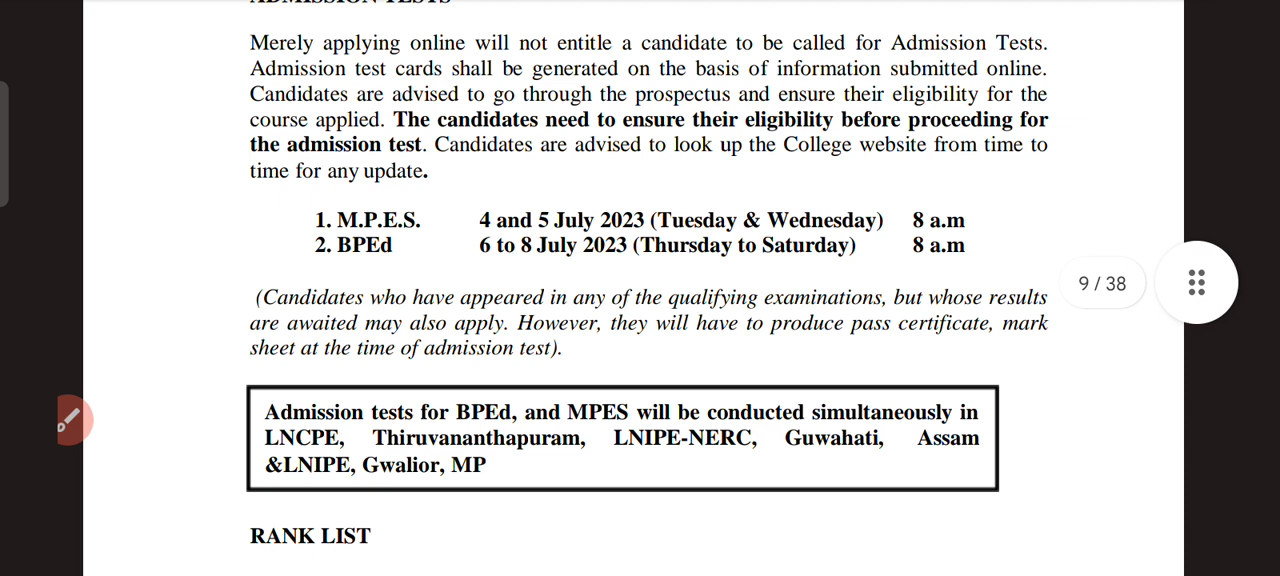 ADMISSION TESTS
Merely applying online will not entitle a candidate to be called for Admission Tests.
Admission test cards shall be generated on the basis of information submitted online.
Candidates are advised to go through the prospectus and ensure their eligibility for the
course applied. The candidates need to ensure their eligibility before proceeding for
the admission test. Candidates are advised to look up the College website from time to
time for any update.
1. M.P.E.S. 4 and 5 July 2023 (Tuesday & Wednesday) 8 a.m
2. BPEd 6 to 8 July 2023 (Thursday to Saturday) 8 a.m
9 / 38
(Candidates who have appeared in any of the qualifying examinations, but whose results
are awaited may also apply. However, they will have to produce pass certificate, mark
sheet at the time of admission test).
Admission tests for BPEd, and MPES will be conducted simultaneously in
LNCPE, Thiruvananthapuram, LNIPE-NERC, Guwahati, Assam
&LNIPE, Gwalior, MP
RANK LIST